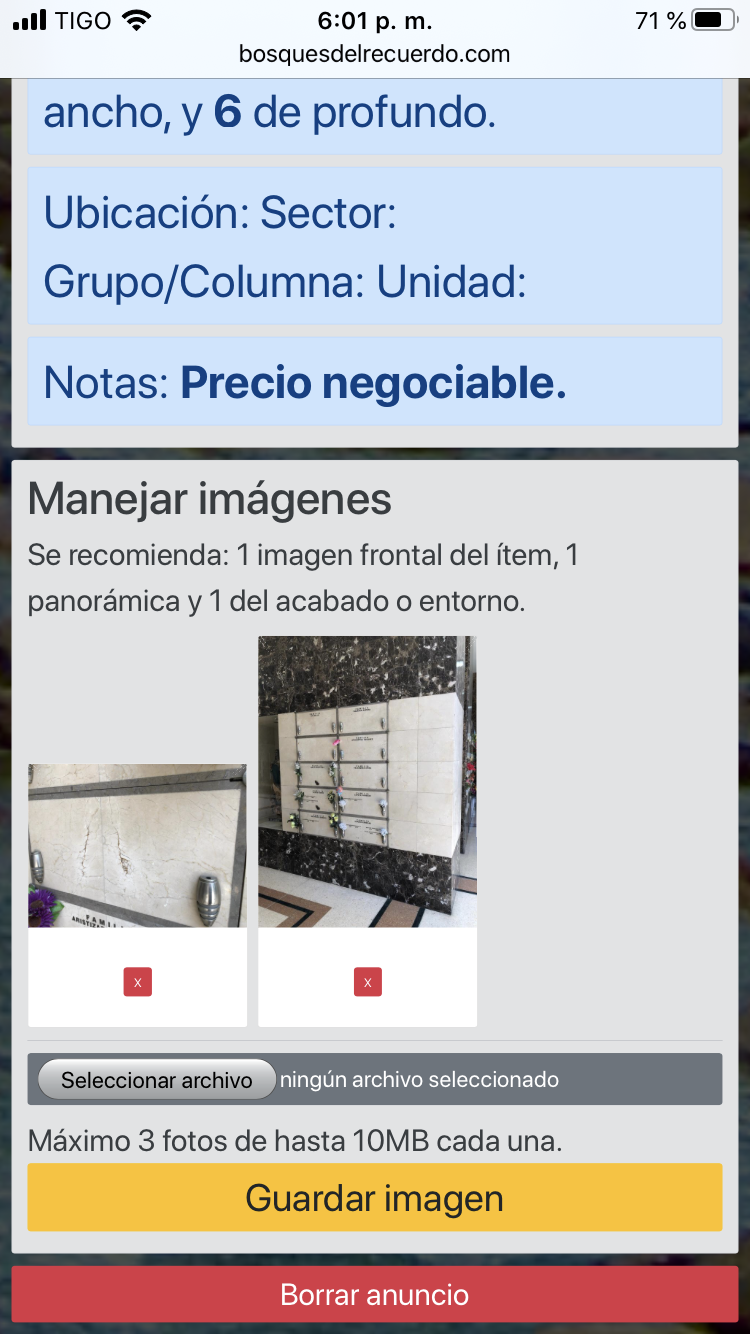 TIGO 6:01 p. m. 71 %
bosquesdelrecuerdo.com
ancho, y 6 de profundo.
Ubicación: Sector:
Grupo/Columna: Unidad:
Notas: Precio negociable.
Manejar imágenes
Se recomienda: 1 imagen frontal del ítem, 1
panorámica y 1 del acabado o entorno.
X X
Seleccionar archivo ningún archivo seleccionado
Máximo 3 fotos de hasta 10MB cada una.
Guardar imagen
Borrar anuncio